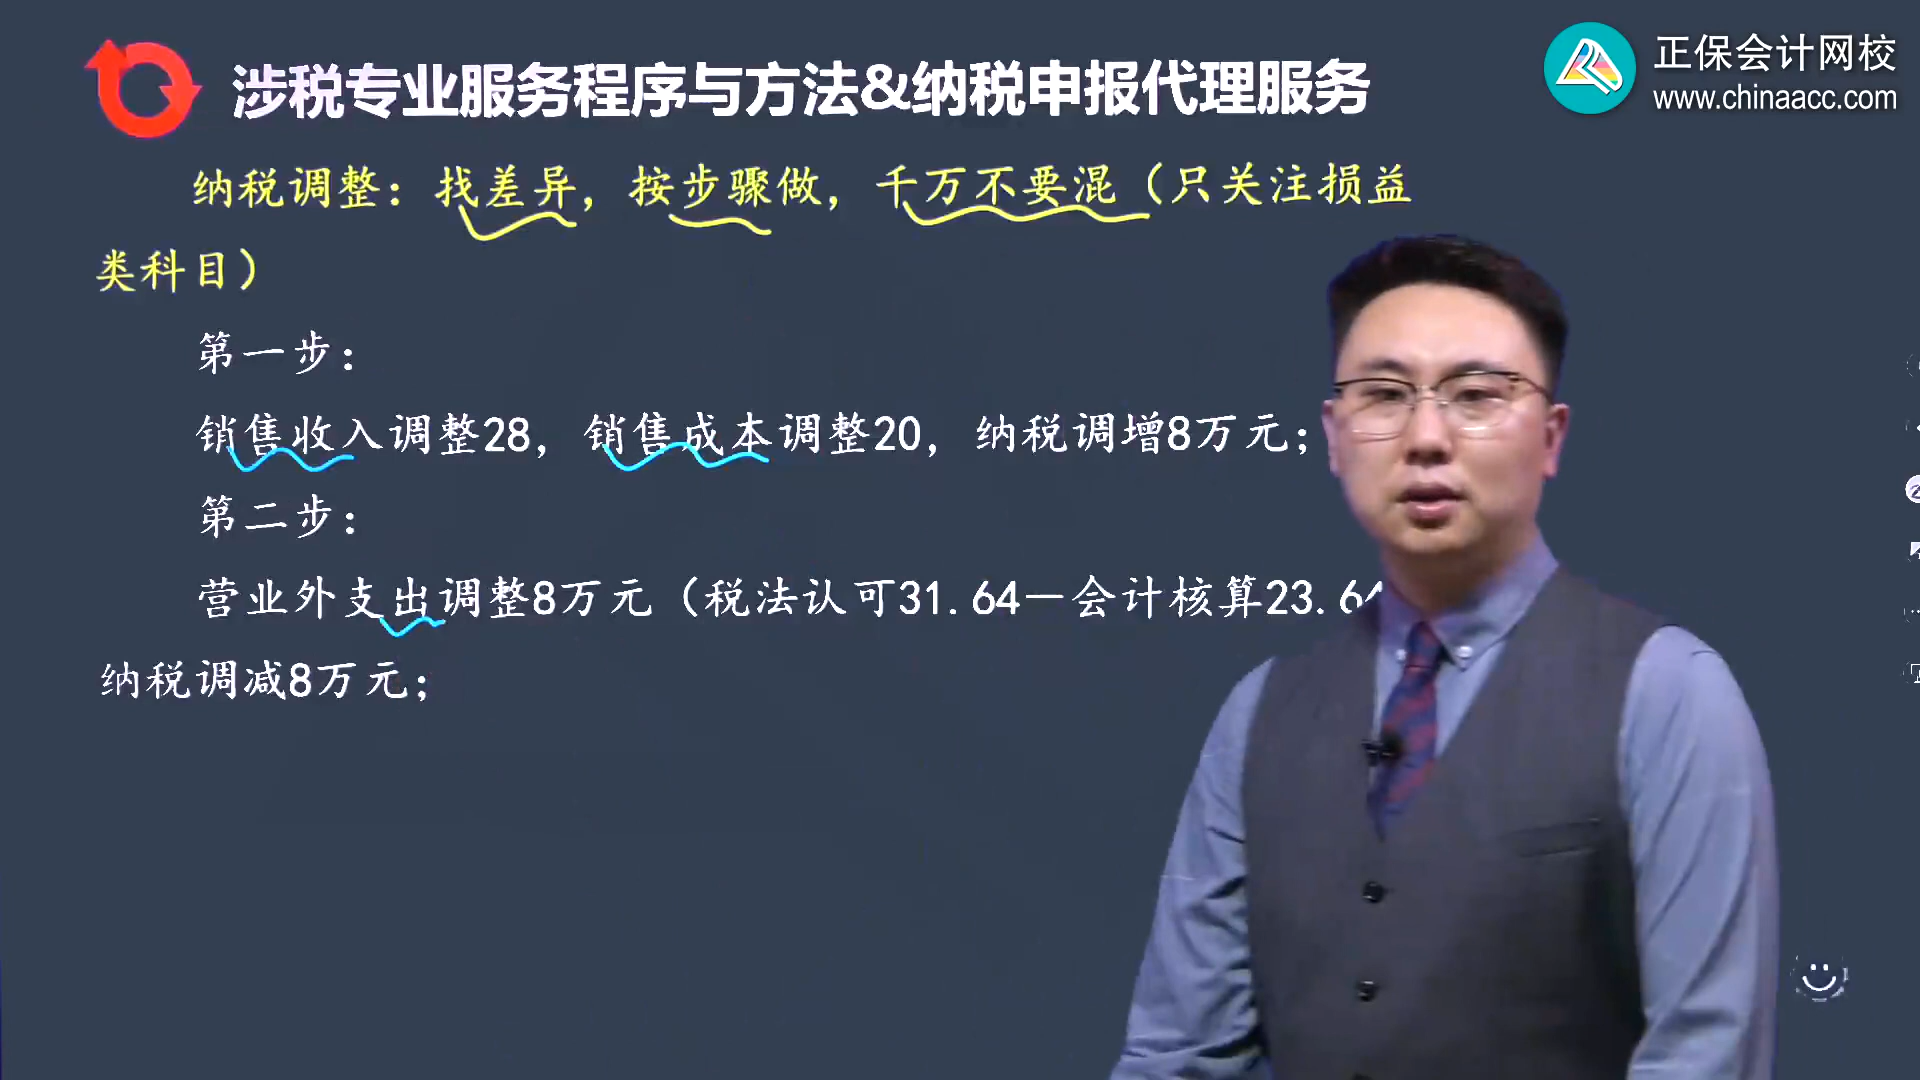 涉税专业服务程序与方法&纳税申报代理服务
正保会计网校
www.chinaacc.com
纳税调整：找差异，按步骤做，千万不要混（只关注损益
类科目）
第一步：
销售收入调整28，销售成本调整20，纳税调增8万元；
第二步：
营业外支出调整8万元（税法认可31.64－会计核算23.64
纳税调减8万元；